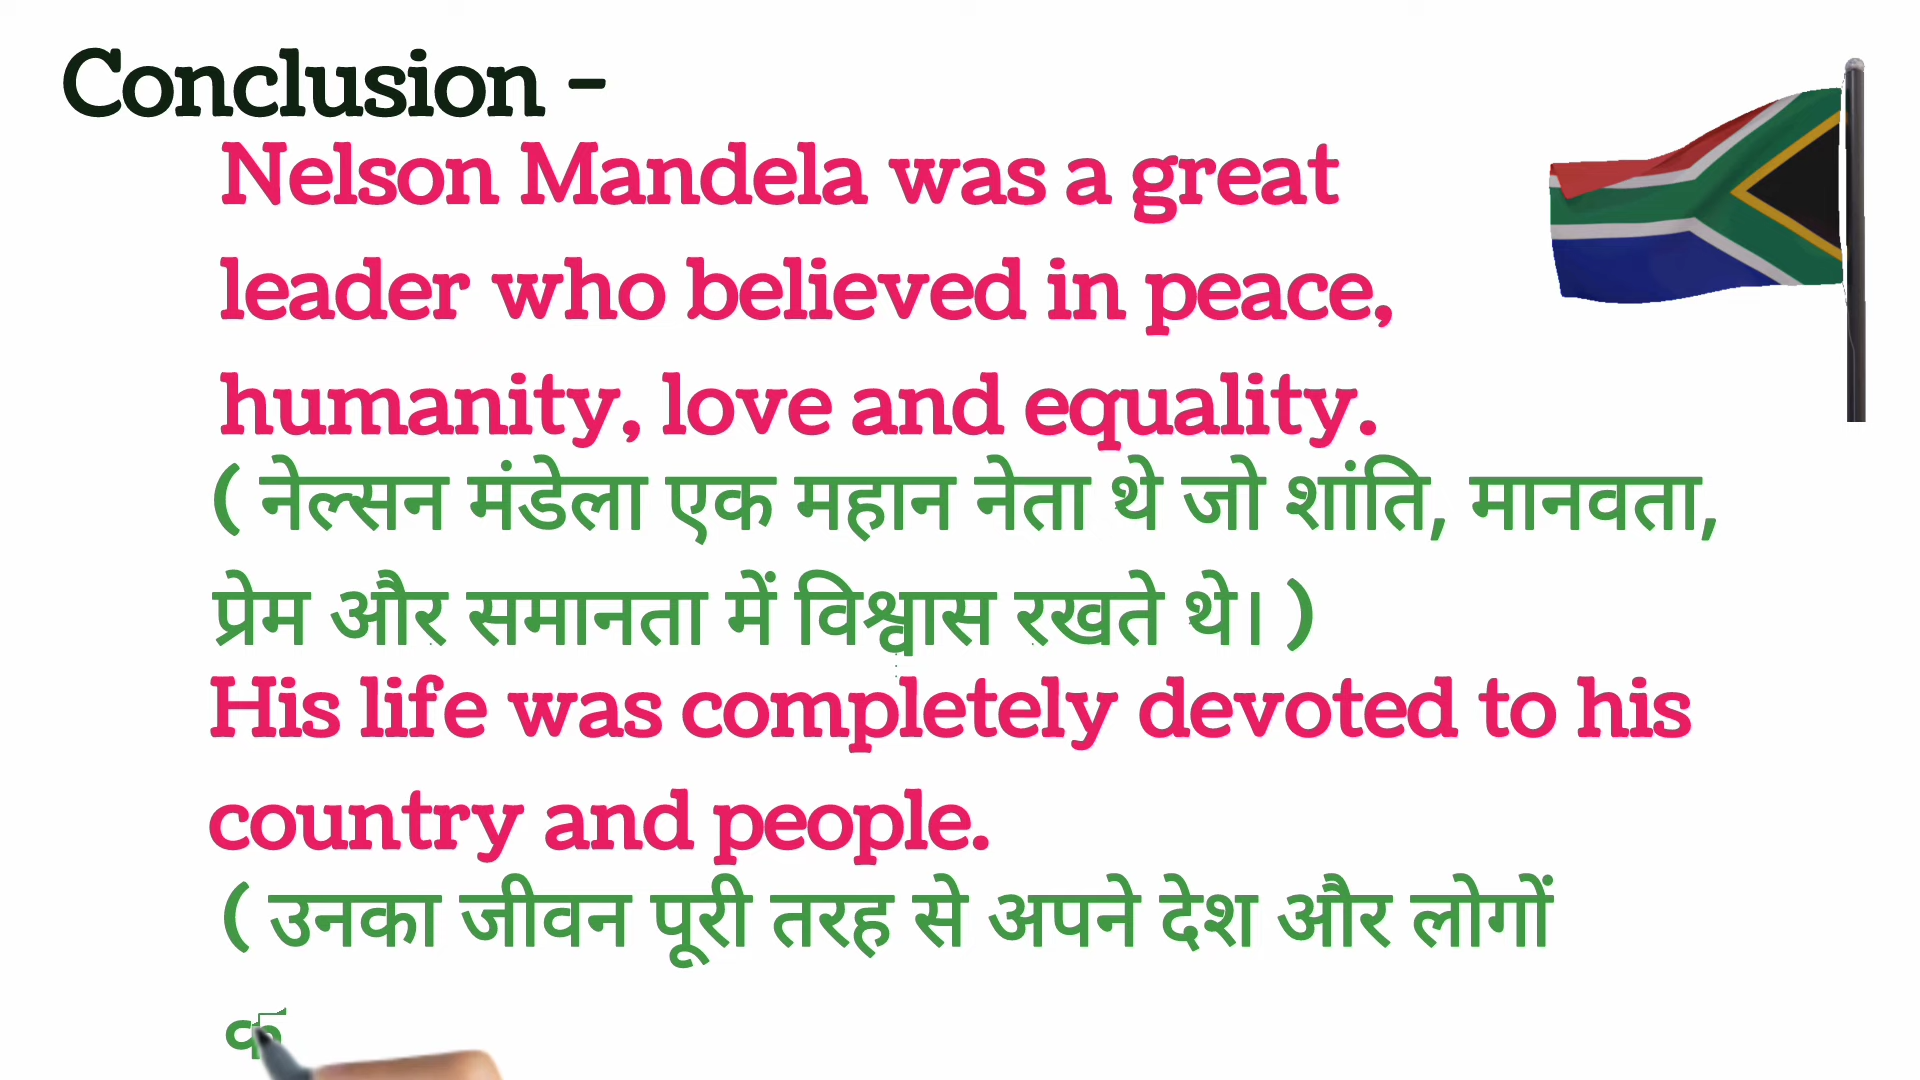 Conclusion -
Nelson Mandela was a great
leader who believed in peace,
humanity, love and equality.
( नेल्सन मंडेला एक महान नेता थे जो शांति, मानवता,
प्रेम और समानता में विश्वास रखते थे। )
His life was completely devoted to his
country and people.
( उनका जीवन पूरी तरह से अपने देश और लोगों